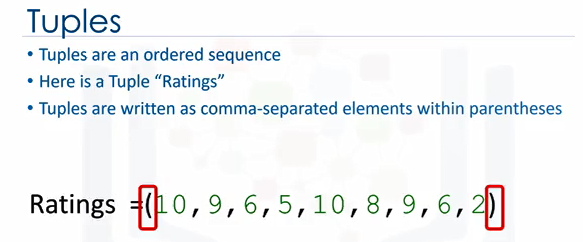 Tuples
• Tuples are an ordered sequence
• Here is a Tuple “Ratings”
• Tuples are written as comma-separated elements within parentheses
Ratings =(10,9,6,5,10,8,9,6,2)